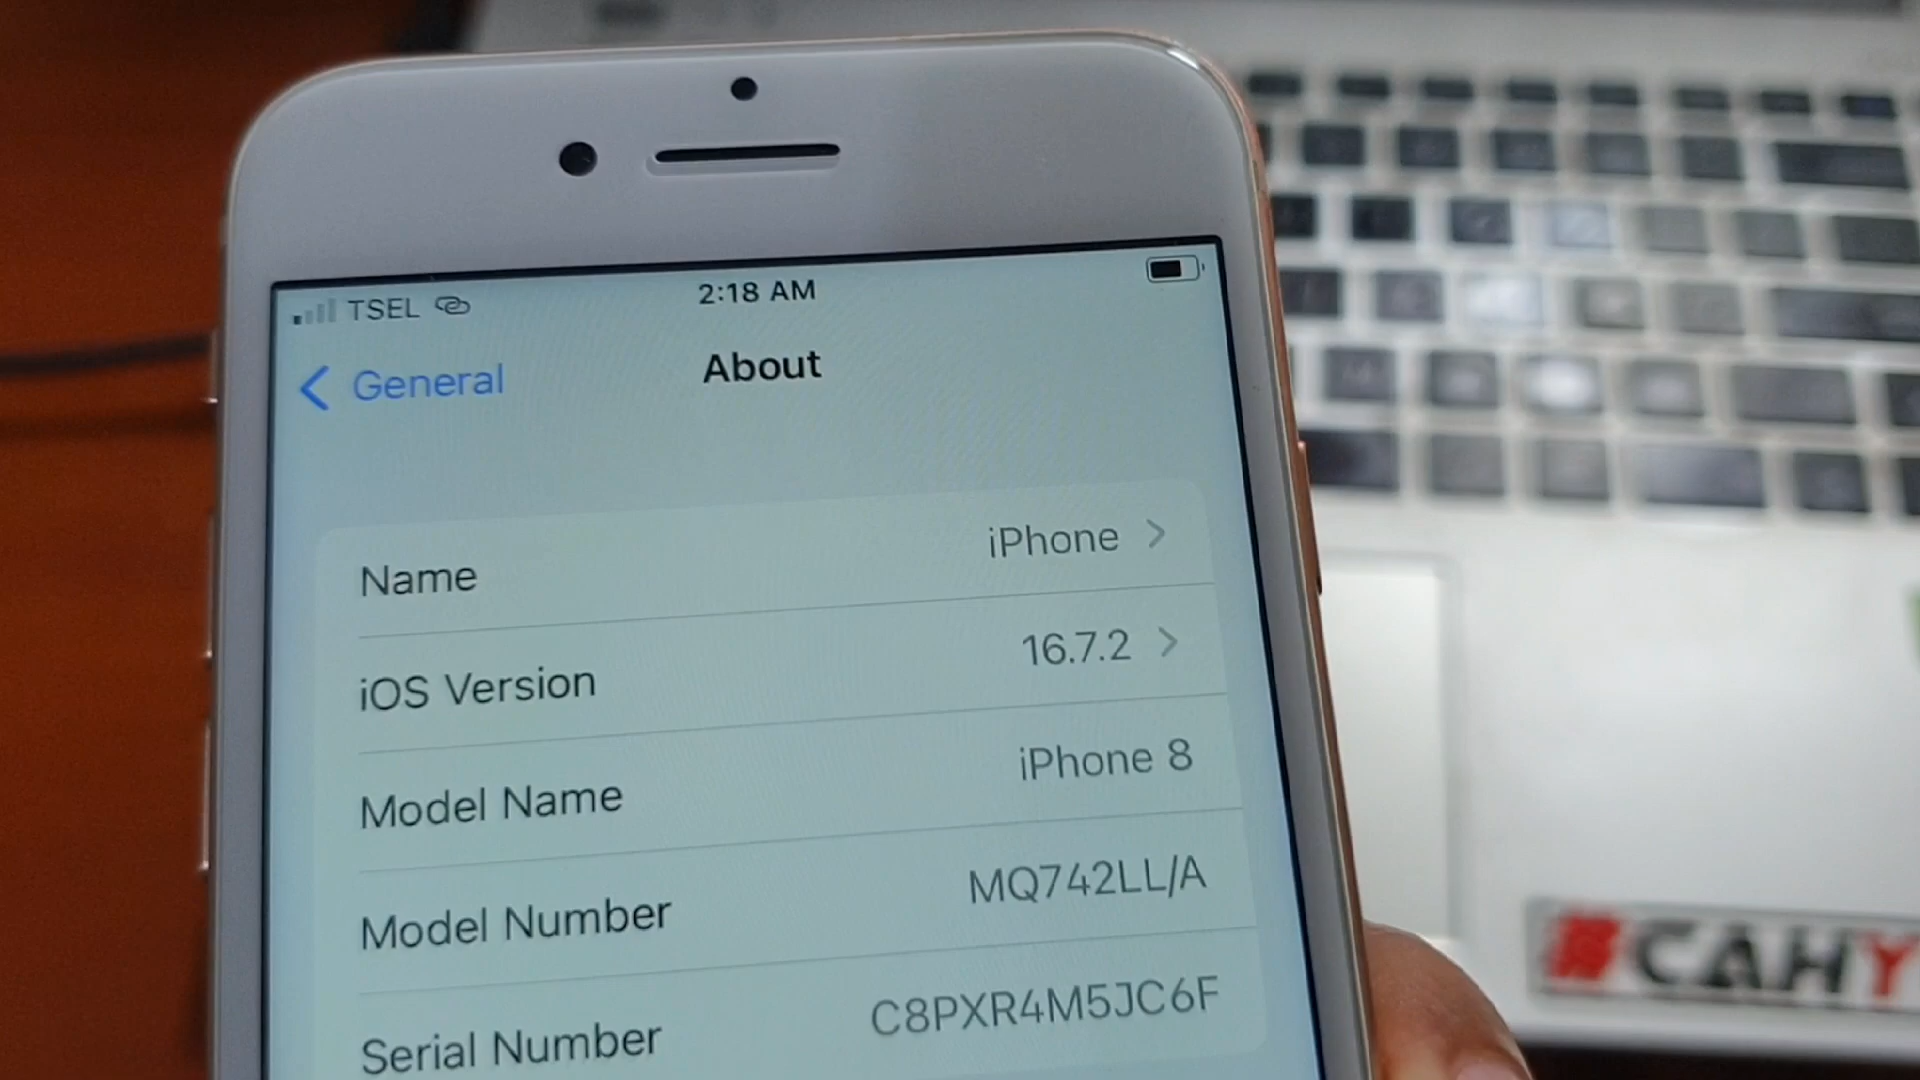 TSEL 2:18 AM
General About
Name iPhone
iOS Version 16.7.2
Model Name iPhone 8
Model Number MQ742LL/A
Serial Number C8PXR4M5JC6F
CAHY